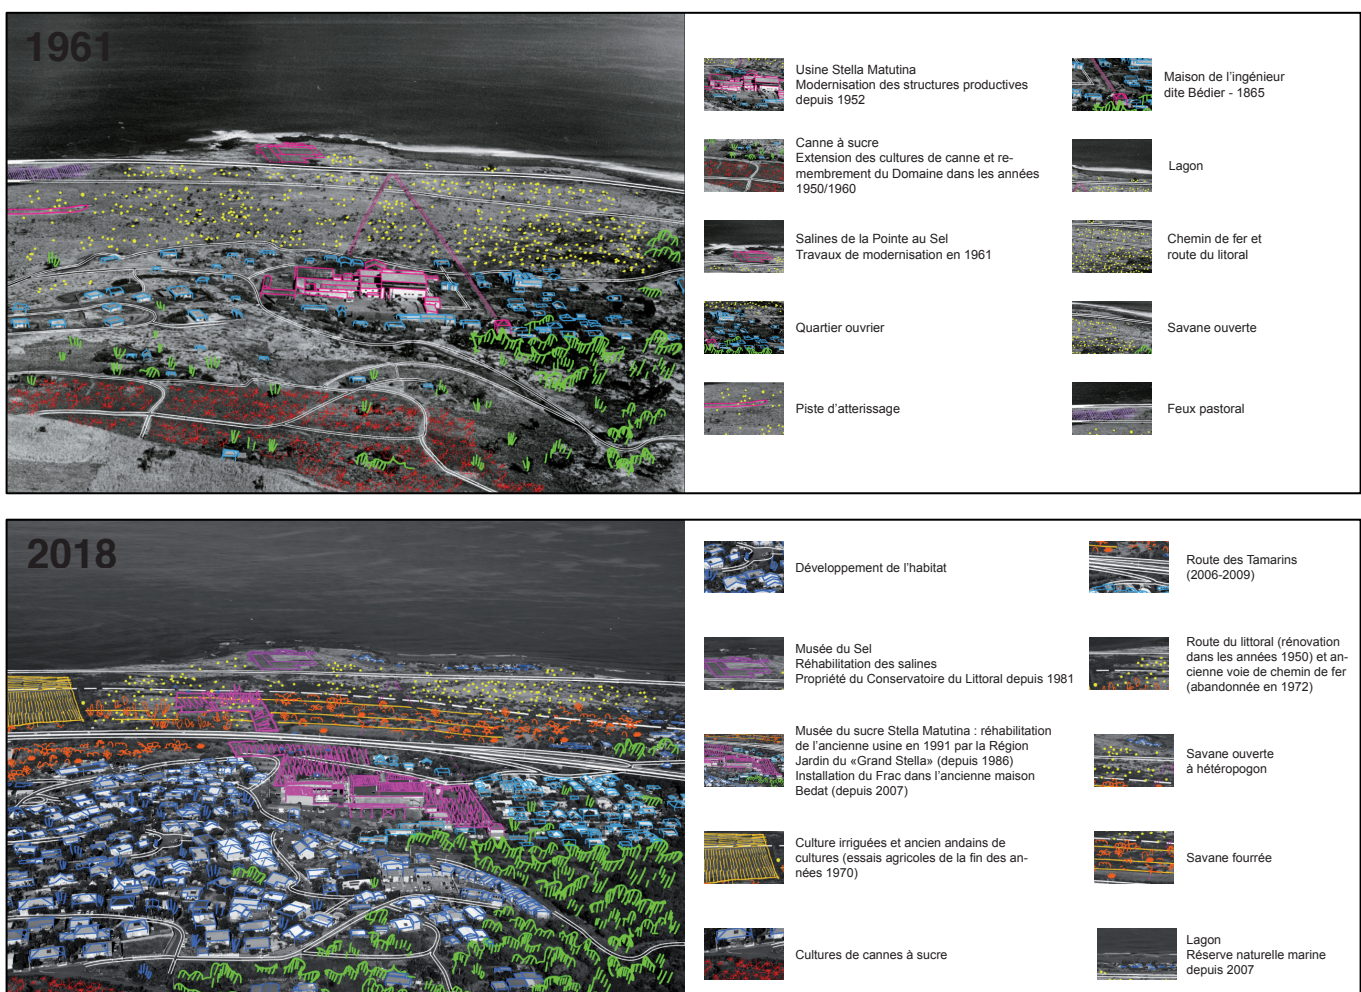 1961
Usine Stella Matutina
Modernisation des structures productives
depuis 1952
Canne à sucre
Extension des cultures de canne et re-
membrement du Domaine dans les années
1950/1960
Salines de la Pointe au Sel
Travaux de modernisation en 1961
Quartier ouvrier
Piste d'atterissage
Maison de l'ingénieur
dite Bédier - 1865
Lagon
Chemin de fer et
route du litoral
Savane ouverte
Feux pastoral
2018
Développement de l'habitat
Musée du Sel
Réhabilitation des salines
Propriété du Conservatoire du Littoral depuis 1981
Musée du sucre Stella Matutina : réhabilitation
de l'ancienne usine en 1991 par la Région
Jardin du «Grand Stella» (depuis 1986)
Installation du Frac dans l'ancienne maison
Bedat (depuis 2007)
Culture irriguées et ancien andains de
cultures (essais agricoles de la fin des an-
nées 1970)
Cultures de cannes à sucre
Route des Tamarins
(2006-2009)
Route du littoral (rénovation
dans les années 1950) et an-
cienne voie de chemin de fer
(abandonnée en 1972)
Savane ouverte
à hétéropogon
Savane fourrée
Lagon
Réserve naturelle marine
depuis 2007